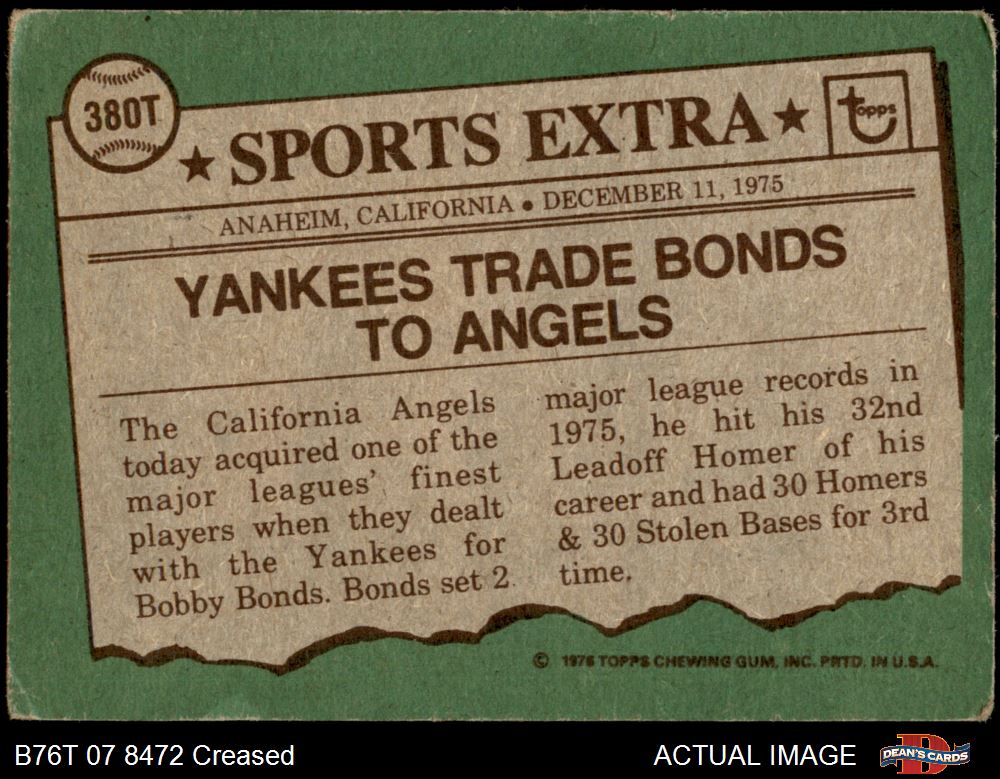 380T
★ SPORTS EXTRA ★
topps
ANAHEIM, CALIFORNIA • DECEMBER 11, 1975
YANKEES TRADE BONDS
TO ANGELS
The California Angels
today acquired one of the
major leagues' finest
players when they dealt
with the Yankees for
Bobby Bonds. Bonds set 2
major league records in
1975, he hit his 32nd
Leadoff Homer of his
career and had 30 Homers
& 30 Stolen Bases for 3rd
time.
© 1976 TOPPS CHEWING GUM, INC. PRTD. IN U.S.A.
B76T 07 8472 Creased
ACTUAL IMAGE
DEAN'S CARDS